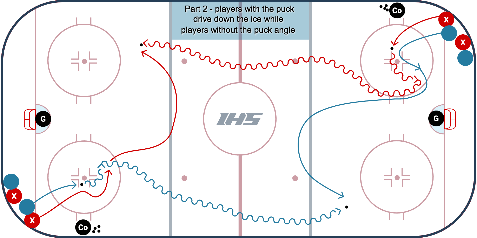 Part 2 - players with the puck
drive down the ice while
players without the puck angle
Co
X
X
G
IHS
G
X
X
Co